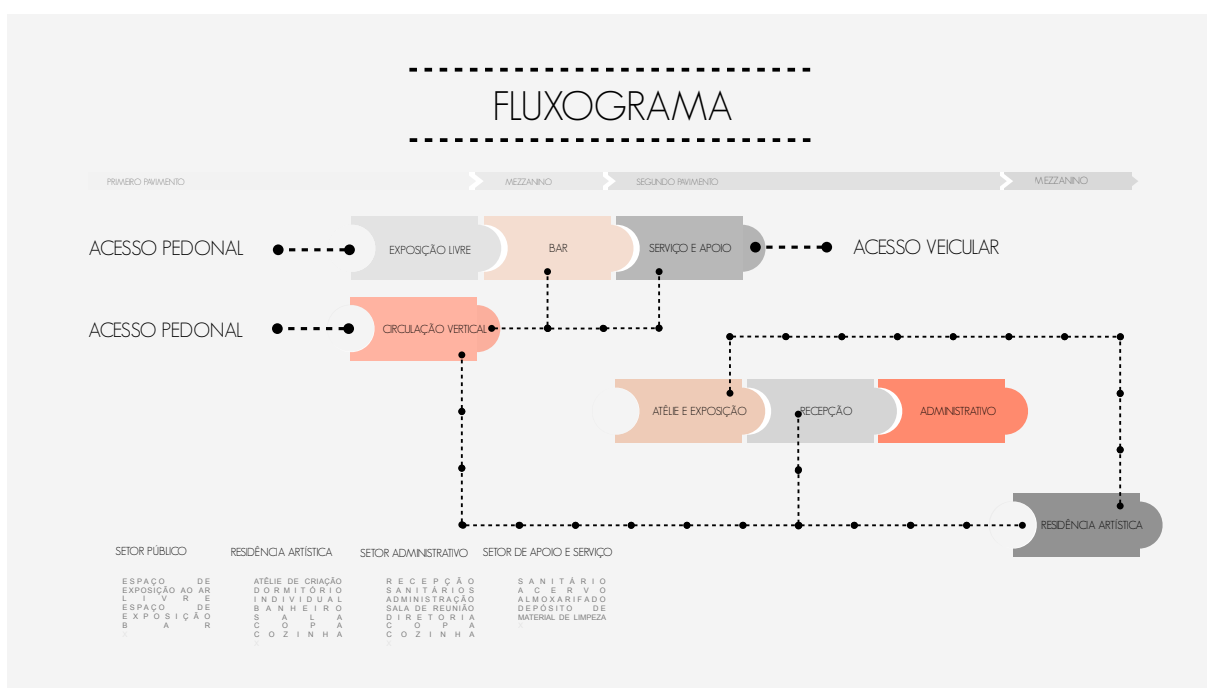 FLUXOGRAMA
PRIMEIRO PAVIMENTO
MEZZANINO
SEGUNDO PAVIMENTO
MEZZANINO
ACESSO PEDONAL
EXPOSIÇÃO LIVRE
BAR
SERVIÇO E APOIO
ACESSO VEICULAR
ACESSO PEDONAL
CIRCULAÇÃO VERTICAL
ATÊLIE E EXPOSIÇÃO
RECEPÇÃO
ADMINISTRATIVO
RESIDÊNCIA ARTÍSTICA
SETOR PÚBLICO
ESPAÇO DE
EXPOSIÇÃO AO AR
LIVRE
ESPAÇO DE
EXPOSIÇÃO
BAR
RESIDÊNCIA ARTÍSTICA
ATÊLIE DE CRIAÇÃO
DORMITÓRIO
INDIVIDUAL
BANHEIRO
SALA
COPA
COZINHA
SETOR ADMINISTRATIVO
RECEPÇÃO
SANITÁRIOS
ADMINISTRAÇÃO
SALA DE REUNIÃO
DIRETORIA
COPA
COZINHA
SETOR DE APOIO E SERVIÇO
SANITÁRIO
ACERVO
ALMOXARIFADO
DEPÓSITO DE
MATERIAL DE LIMPEZA